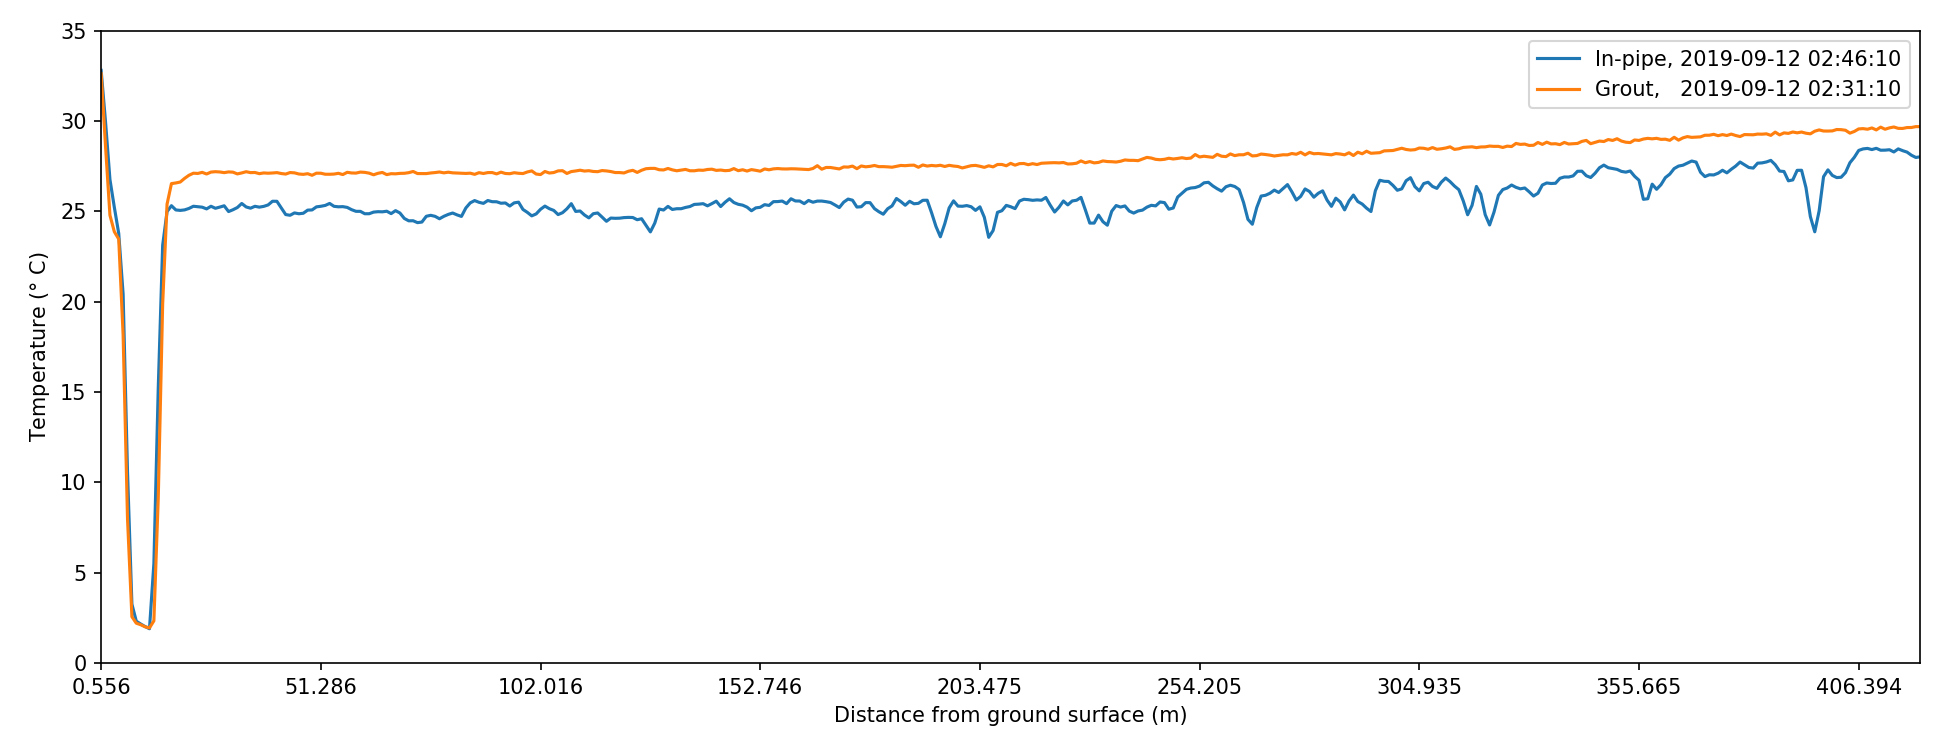 35
30
25
20
15
10
5
0
Temperature (° C)
In-pipe, 2019-09-12 02:46:10
Grout, 2019-09-12 02:31:10
0.556 51.286 102.016 152.746 203.475 254.205 304.935 355.665 406.394
Distance from ground surface (m)